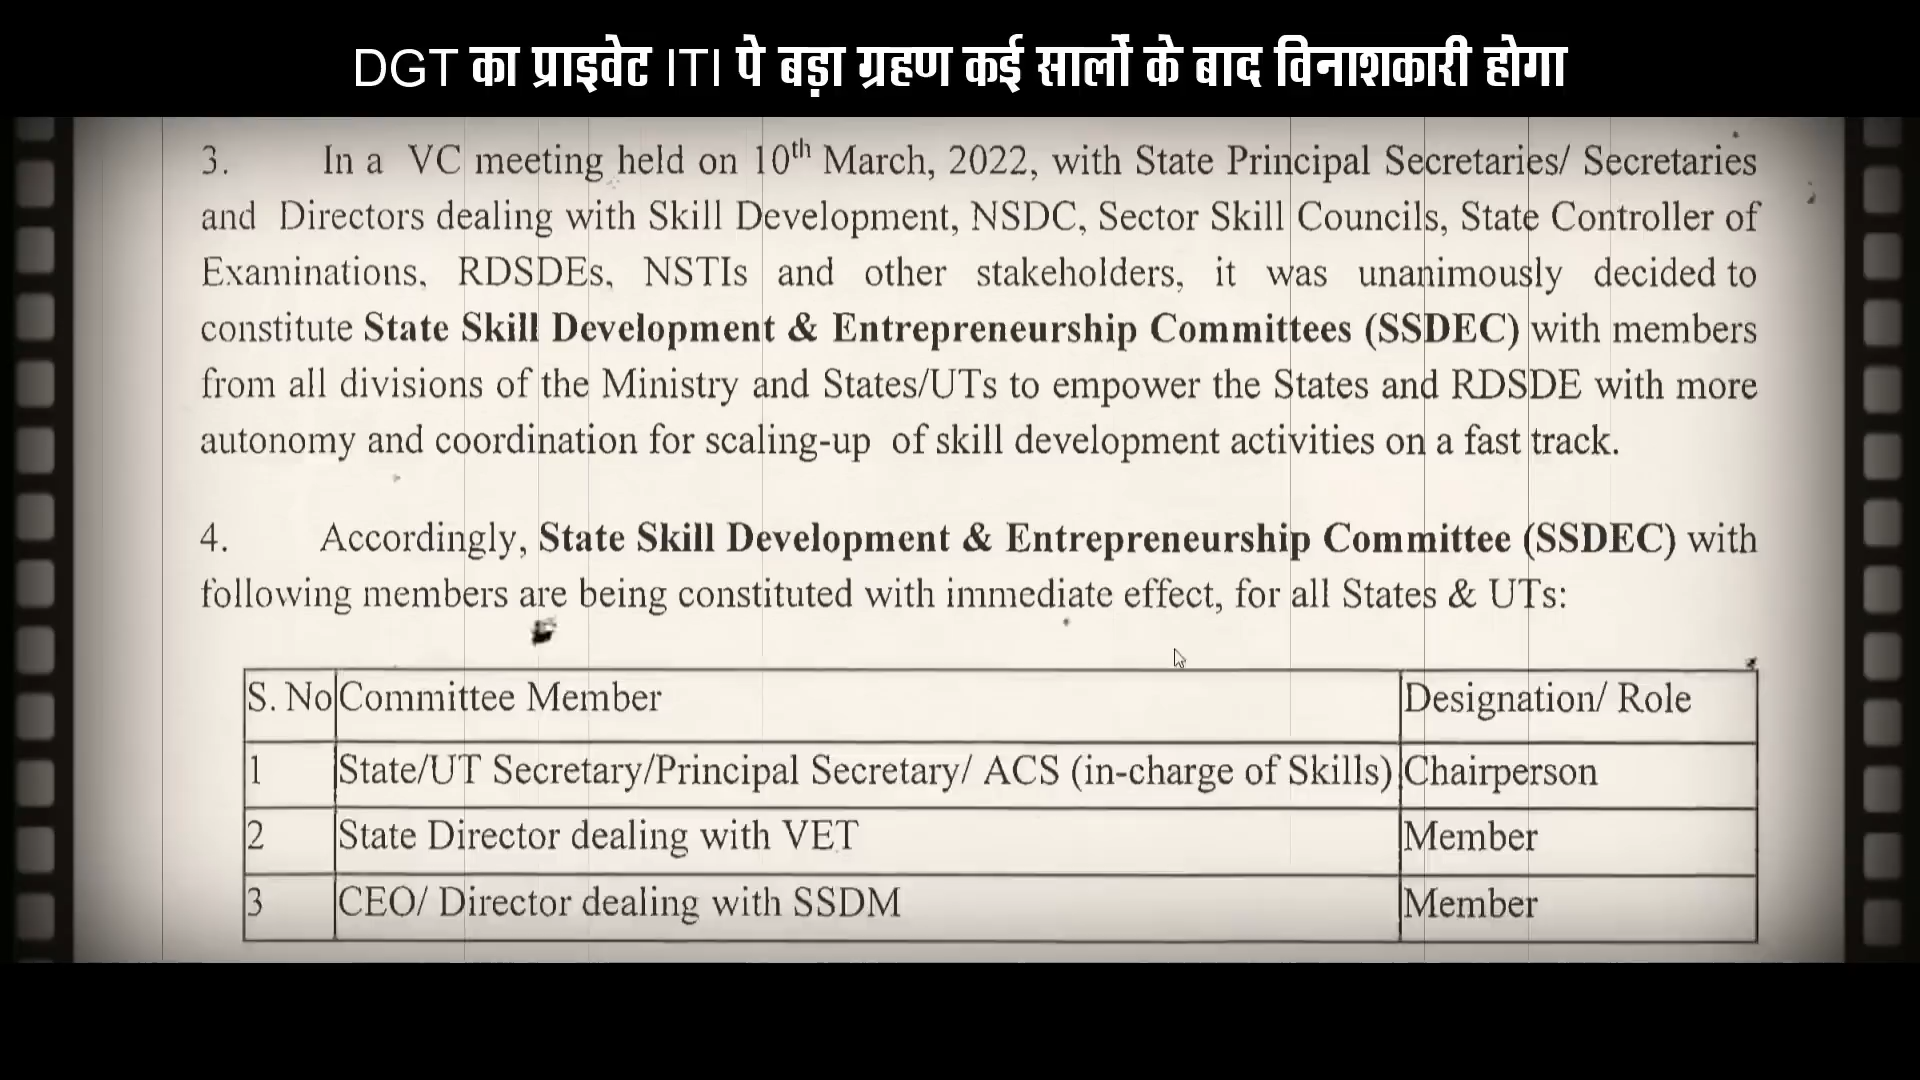 DGT का प्राइवेट ITI पे बड़ा ग्रहण कई सालों के बाद विनाशकारी होगा
3. In a VC meeting held on 10th March, 2022, with State Principal Secretaries/ Secretaries
and Directors dealing with Skill Development, NSDC, Sector Skill Councils, State Controller of
Examinations, RDSDEs, NSTIs and other stakeholders, it was unanimously decided to
constitute State Skill Development & Entrepreneurship Committees (SSDEC) with members
from all divisions of the Ministry and States/UTs to empower the States and RDSDE with more
autonomy and coordination for scaling-up of skill development activities on a fast track.
4. Accordingly, State Skill Development & Entrepreneurship Committee (SSDEC) with
following members are being constituted with immediate effect, for all States & UTs:
S. No Committee Member Designation/ Role
1 State/UT Secretary/Principal Secretary/ ACS (in-charge of Skills) Chairperson
2 State Director dealing with VET Member
3 CEO/ Director dealing with SSDM Member